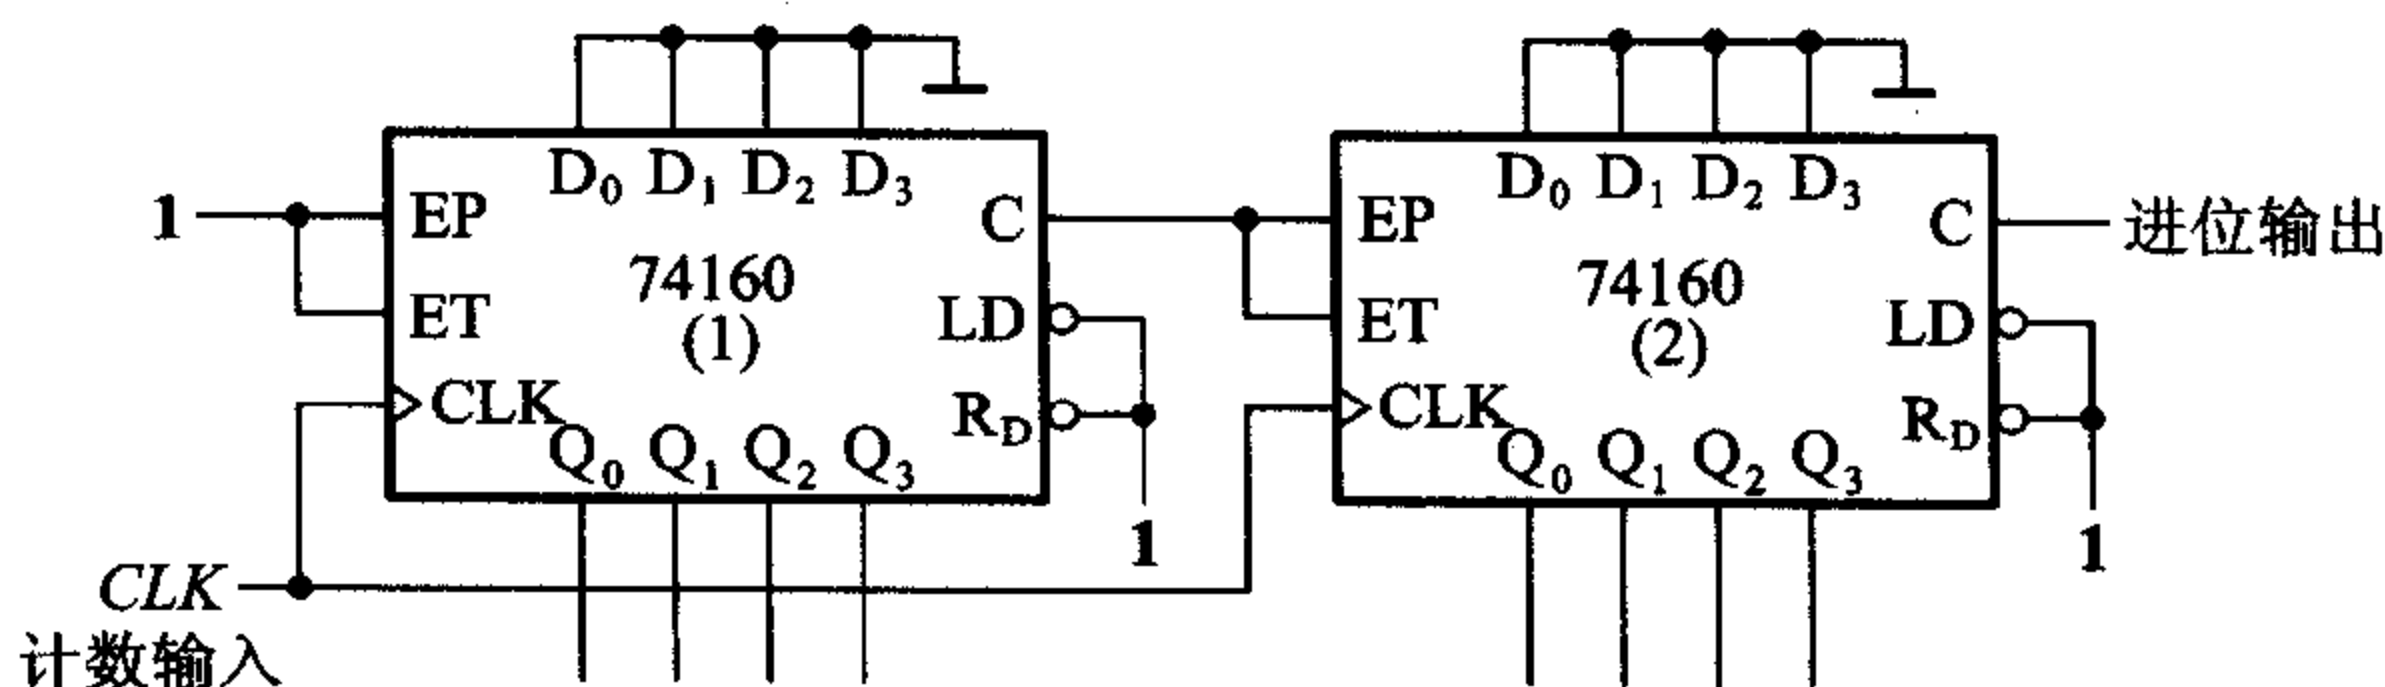 D0 D1 D2 D3
1 EP C
74160
ET (1) LD
CLK RD
Q0 Q1 Q2 Q3
1
D0 D1 D2 D3
EP C 进位输出
74160
ET (2) LD
CLK RD
Q0 Q1 Q2 Q3
1
CLK
计数输入